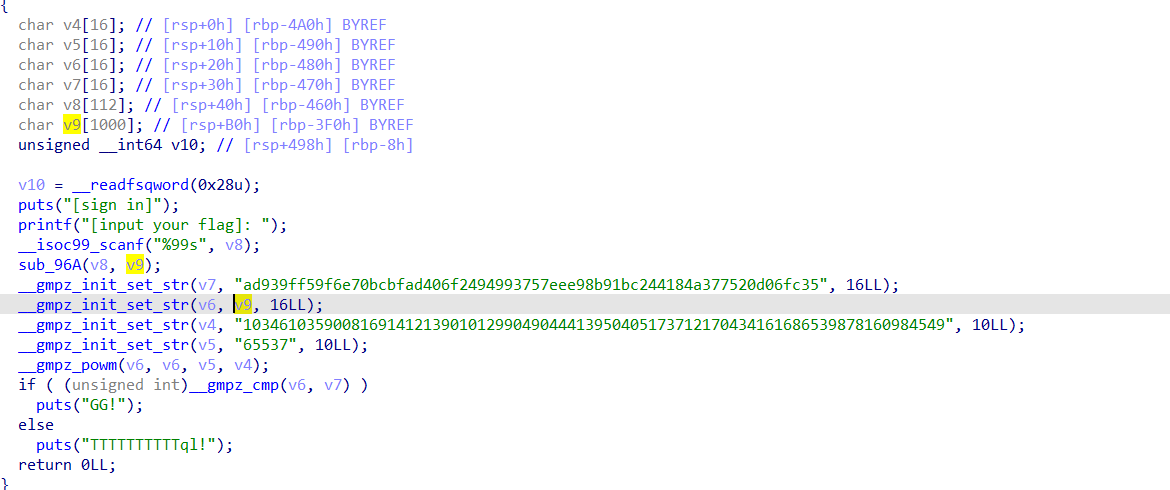 {
char v4[16]; // [rsp+0h] [rbp-4A0h] BYREF
char v5[16]; // [rsp+10h] [rbp-490h] BYREF
char v6[16]; // [rsp+20h] [rbp-480h] BYREF
char v7[16]; // [rsp+30h] [rbp-470h] BYREF
char v8[112]; // [rsp+40h] [rbp-460h] BYREF
char v9[1000]; // [rsp+B0h] [rbp-3F0h] BYREF
unsigned __int64 v10; // [rsp+498h] [rbp-8h]
v10 = __readfsqword(0x28u);
puts("[sign in]");
printf("[input your flag]: ");
__isoc99_scanf("%99s", v8);
sub_96A(v8, v9);
__gmpz_init_set_str(v7, "ad939ff59f6e70bcbfad406f2494993757eee98b91bc244184a377520d06fc35", 16LL);
__gmpz_init_set_str(v6, v9, 16LL);
__gmpz_init_set_str(v4, "103461035900816914121390101299049044413950405173712170434161686539878160984549", 10LL);
__gmpz_init_set_str(v5, "65537", 10LL);
__gmpz_powm(v6, v6, v5, v4);
if ( (unsigned int)__gmpz_cmp(v6, v7) )
puts("GG!");
else
puts("TTTTTTTTTTql!");
return 0LL;
}